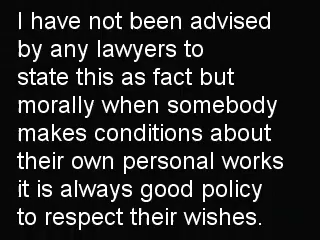 I have not been advised
by any lawyers to
state this as fact but
morally when somebody
makes conditions about
their own personal works
it is always good policy
to respect their wishes.